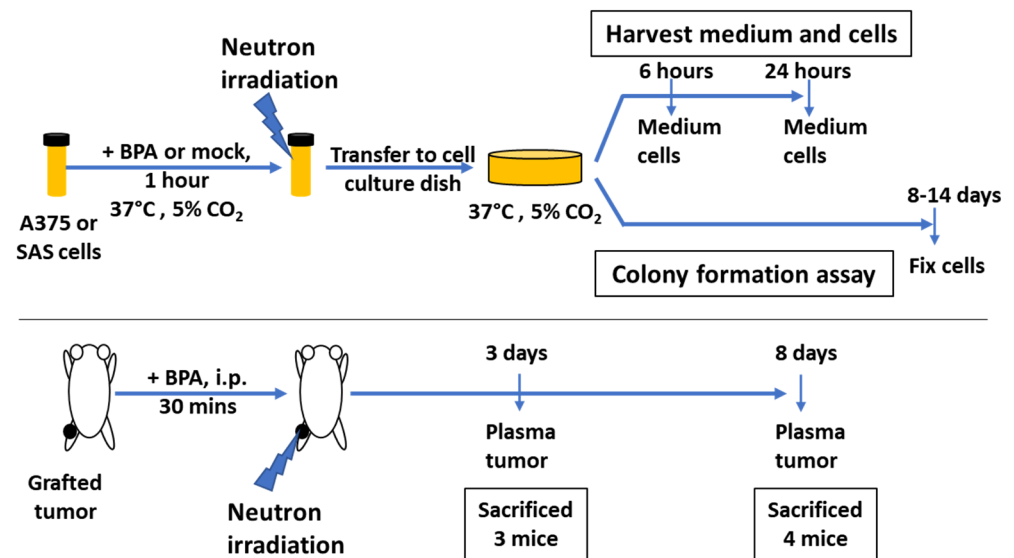 Harvest medium and cells
Neutron
irradiation
6 hours
24 hours
+ BPA or mock,
1 hour
37°C , 5% CO₂
A375 or
SAS cells
Transfer to cell
culture dish
37°C , 5% CO₂
Medium
cells
Medium
cells
8-14 days
Fix cells
Colony formation assay
+ BPA, i.p.
30 mins
Grafted
tumor
Neutron
irradiation
3 days
Plasma
tumor
Sacrificed
3 mice
8 days
Plasma
tumor
Sacrificed
4 mice